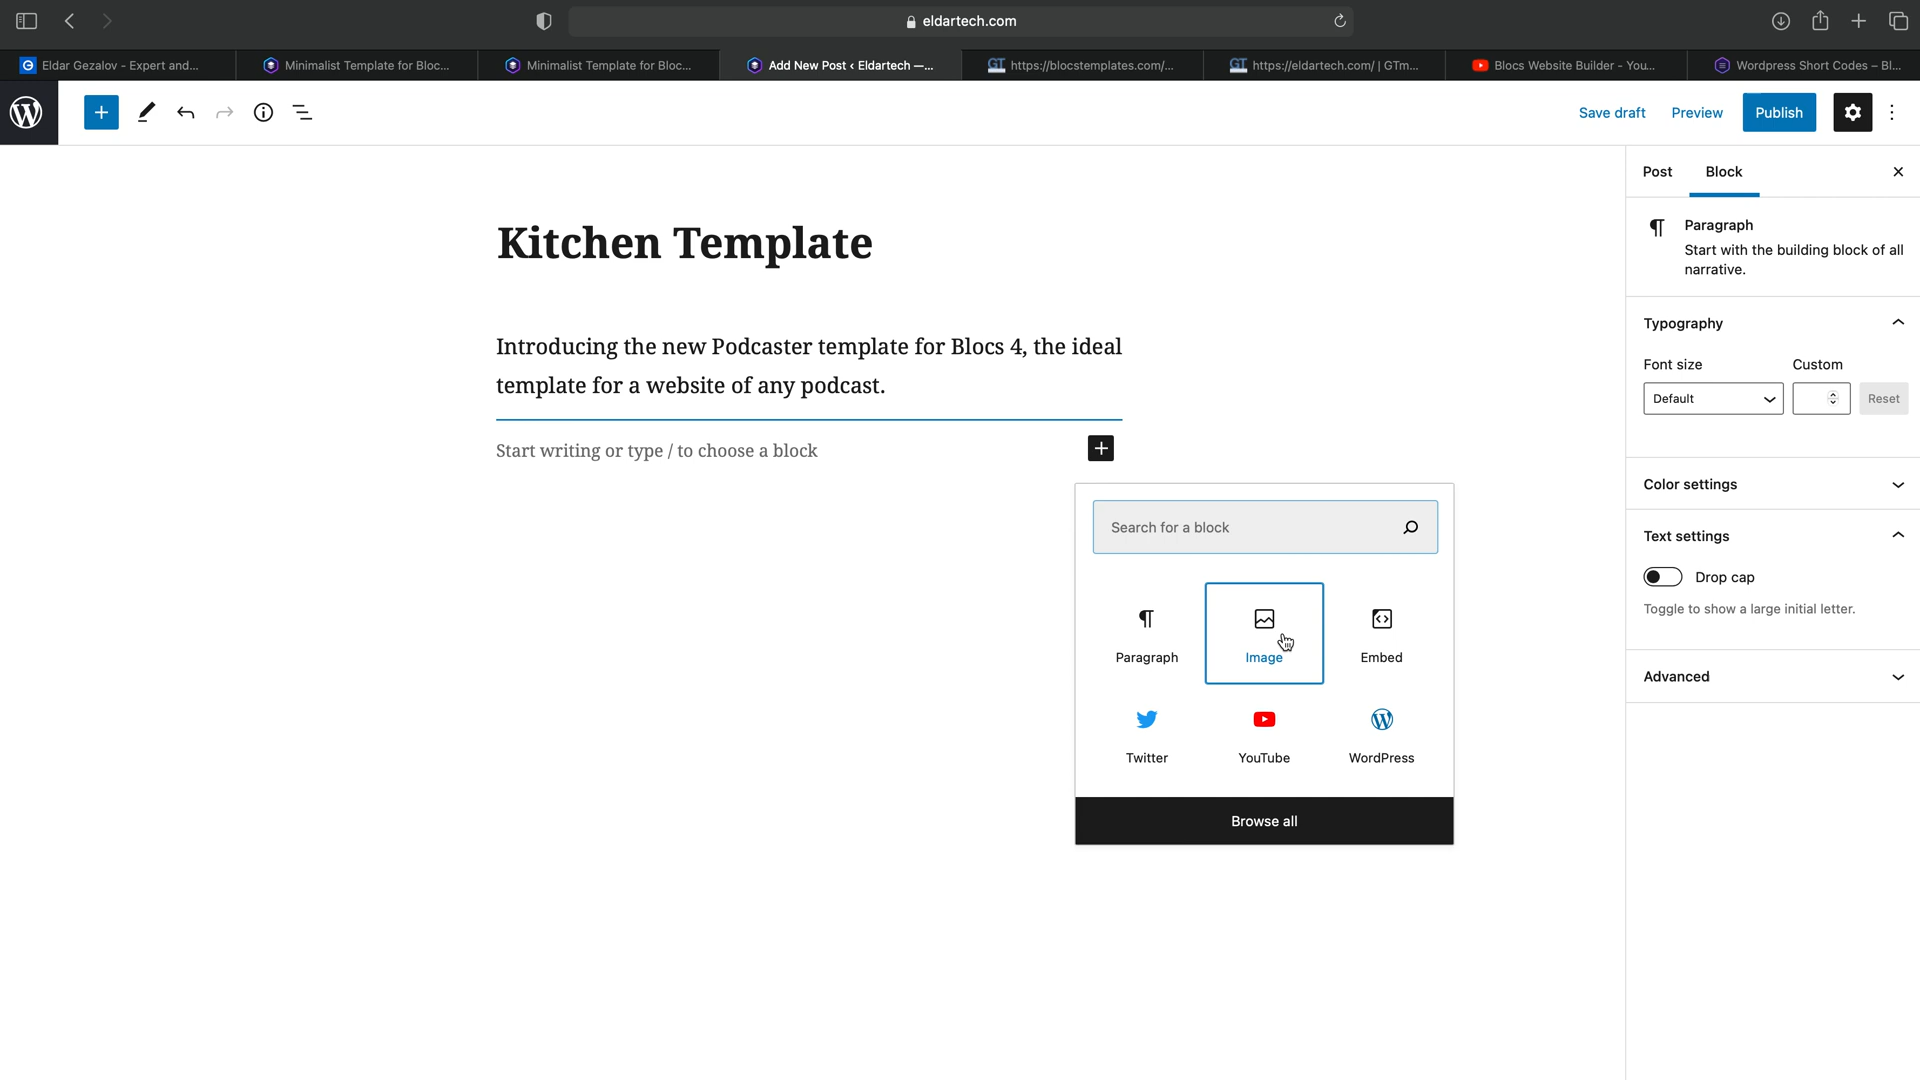 eldartech.com
Eldar Gezalov - Expert and...
Minimalist Template for Bloc...
Minimalist Template for Bloc...
Add New Post ‹ Eldartech —...
GT https://blocstemplates.com/...
GT https://eldartech.com/ | GTm...
Blocs Website Builder - You...
Wordpress Short Codes – Bl...
Save draft
Preview
Publish
Post
Block
Kitchen Template
Introducing the new Podcaster template for Blocs 4, the ideal
template for a website of any podcast.
Start writing or type / to choose a block
Search for a block
Paragraph
Image
Embed
Twitter
YouTube
WordPress
Browse all
Paragraph
Start with the building block of all
narrative.
Typography
Font size
Custom
Default
Reset
Color settings
Text settings
Drop cap
Toggle to show a large initial letter.
Advanced